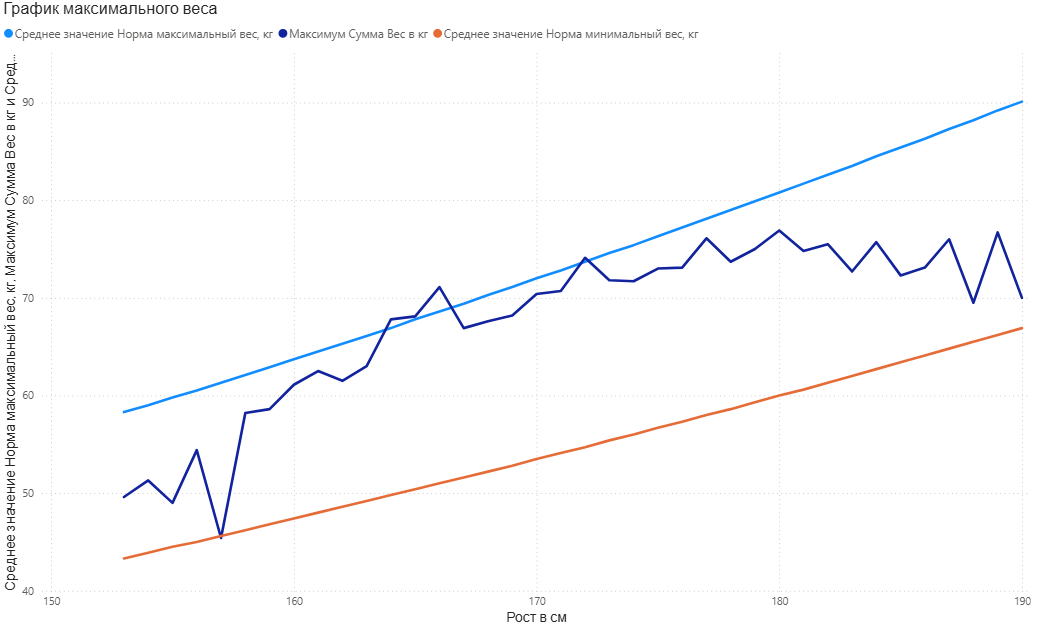 График максимального веса
Среднее значение Норма максимальный вес, кг Максимум Сумма Вес в кг Среднее значение Норма минимальный вес, кг
Среднее значение Норма максимальный вес, кг, Максимум Сумма Вес в кг и Сред...
90
80
70
60
50
40
150 160 170 180 190
Рост в см